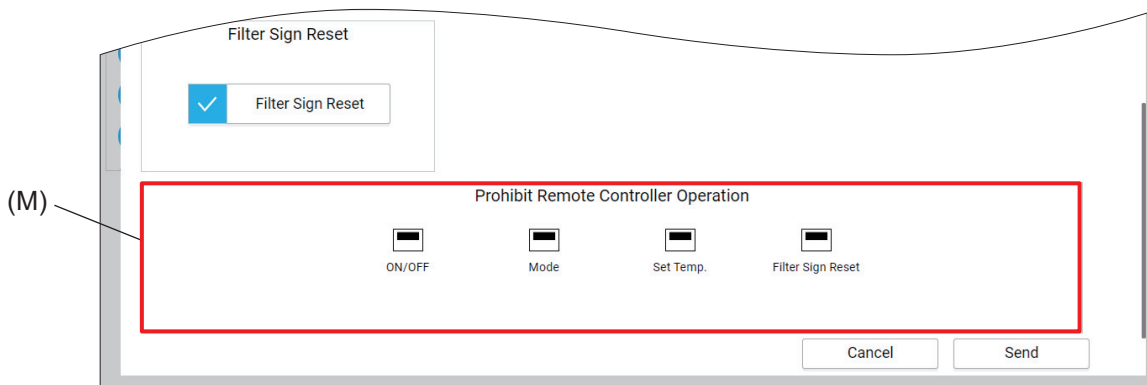 Filter Sign Reset
Filter Sign Reset
(M)
Prohibit Remote Controller Operation
ON/OFF Mode Set Temp. Filter Sign Reset
Cancel Send